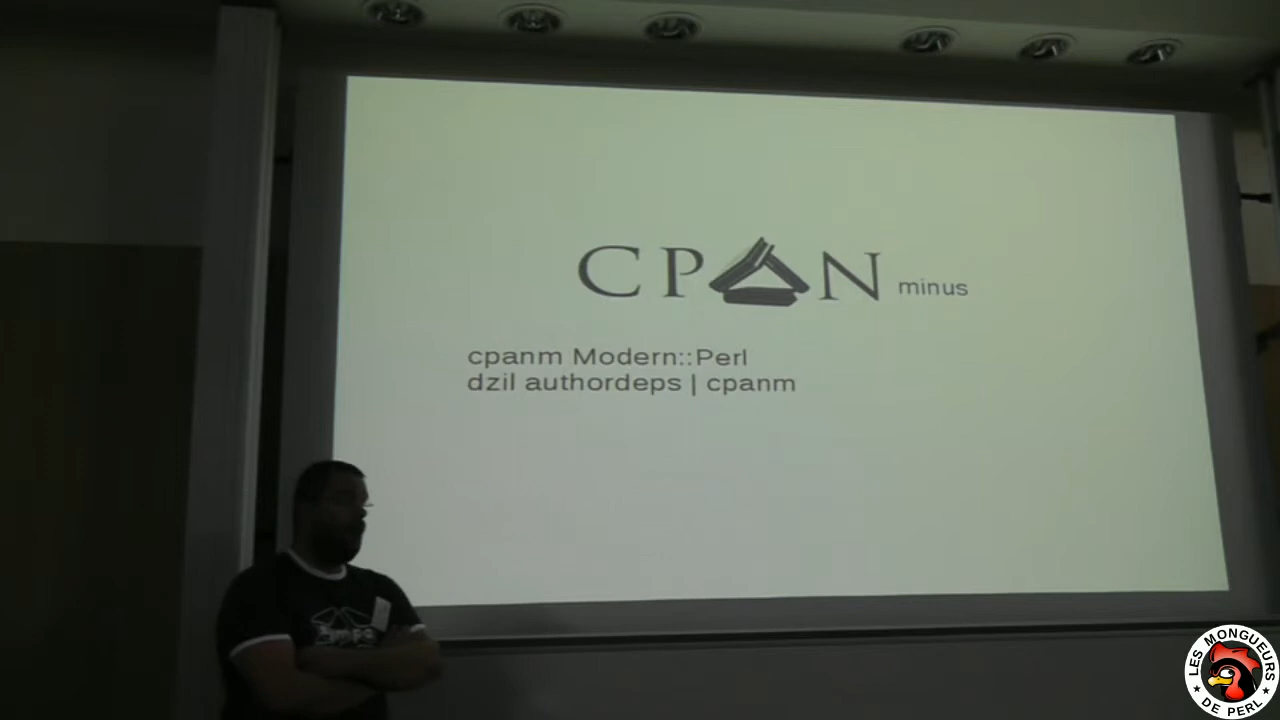 CPAN minus
cpanm Modern::Perl
dzil authordeps | cpanm
LES MONGUEURS
DE PERL